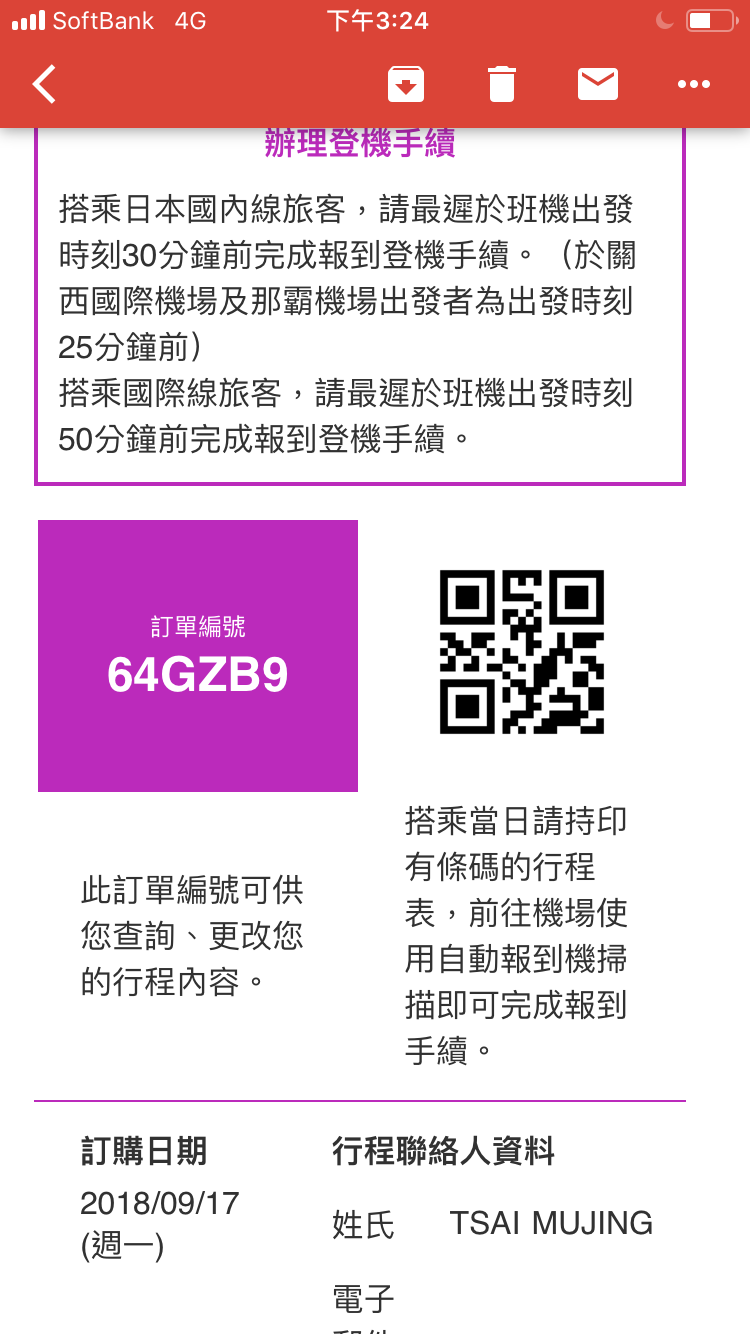 SoftBank 4G 下午3:24
辦理登機手續
搭乘日本國內線旅客，請最遲於班機出發
時刻30分鐘前完成報到登機手續。（於關
西國際機場及那霸機場出發者為出發時刻
25分鐘前）
搭乘國際線旅客，請最遲於班機出發時刻
50分鐘前完成報到登機手續。
訂單編號
64GZB9
此訂單編號可供
您查詢、更改您
的行程內容。
搭乘當日請持印
有條碼的行程
表，前往機場使
用自動報到機掃
描即可完成報到
手續。
訂購日期
2018/09/17
(週一)
行程聯絡人資料
姓氏 TSAI MUJING
電子